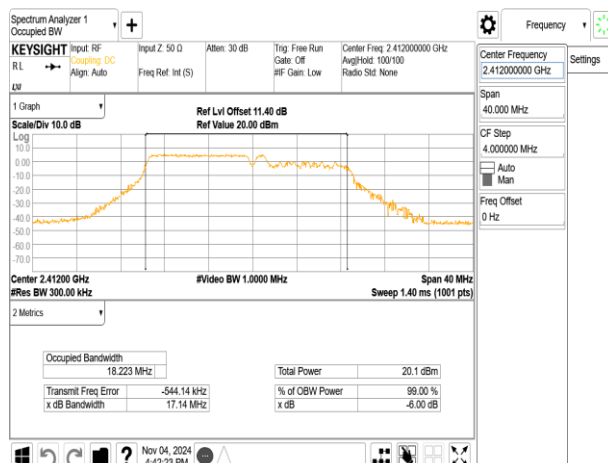 Spectrum Analyzer 1
Occupied BW
Frequency
KEYSIGHT
Input: RF
Coupling: DC
Align: Auto
Input Z: 50 Ω
Freq Ref: Int (S)
Atten: 30 dB
Trig: Free Run
Gate: Off
#IF Gain: Low
Center Freq: 2.412000000 GHz
Avg|Hold: 100/100
Radio Std: None
R L
LXI
Center Frequency
2.412000000 GHz
Settings
Span
40.000 MHz
CF Step
4.000000 MHz
Auto
Man
Freq Offset
0 Hz
1 Graph
Scale/Div 10.0 dB
Ref Lvl Offset 11.40 dB
Ref Value 20.00 dBm
Log
10.0
0.00
-10.0
-20.0
-30.0
-40.0
-50.0
-60.0
-70.0
Center 2.41200 GHz
#Res BW 300.00 kHz
#Video BW 1.0000 MHz
Span 40 MHz
Sweep 1.40 ms (1001 pts)
2 Metrics
Occupied Bandwidth
18.223 MHz
Total Power 20.1 dBm
Transmit Freq Error -544.14 kHz
% of OBW Power 99.00 %
x dB Bandwidth 17.14 MHz
x dB -6.00 dB
?
Nov 04, 2024
4:42:23 PM